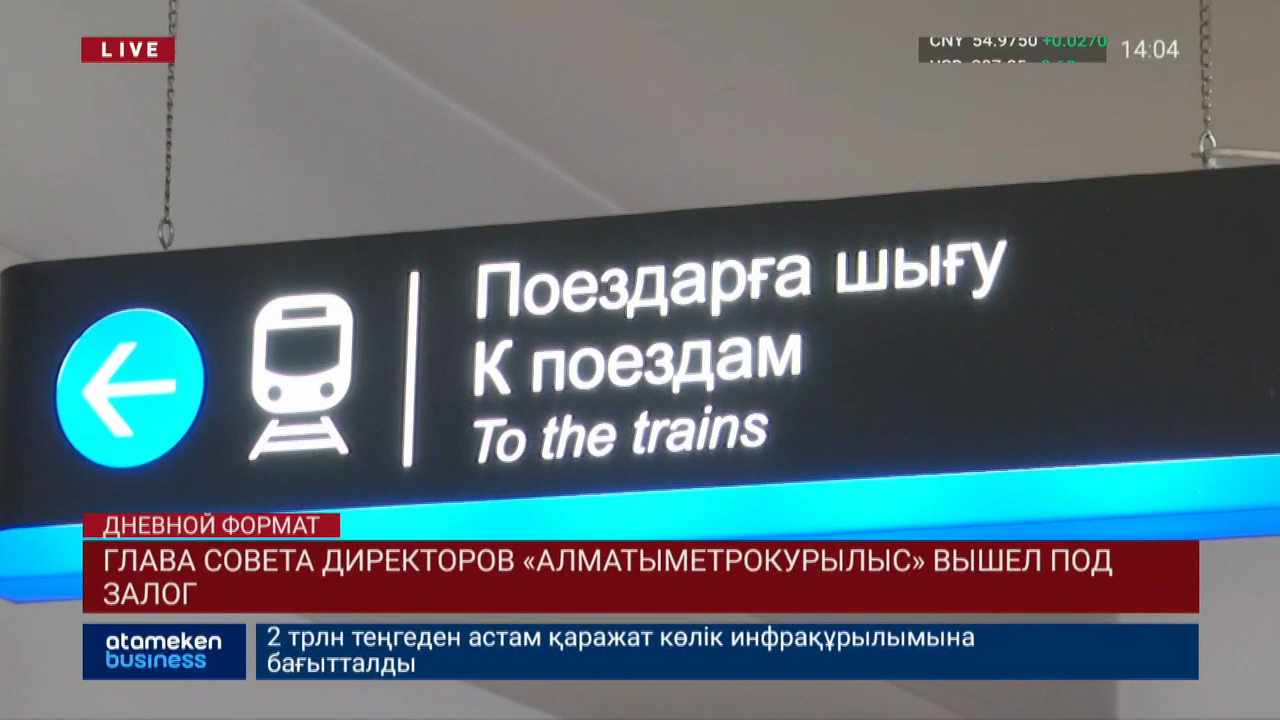 LIVE
CNY 54.9750 +0.0270
14:04
Поездарға шығу
К поездам
To the trains
ДНЕВНОЙ ФОРМАТ
ГЛАВА СОВЕТА ДИРЕКТОРОВ «АЛМАТЫМЕТРОКУРЫЛЫС» ВЫШЕЛ ПОД
ЗАЛОГ
atameken
business
2 трлн теңгеден астам қаражат көлік инфрақұрылымына
бағытталды